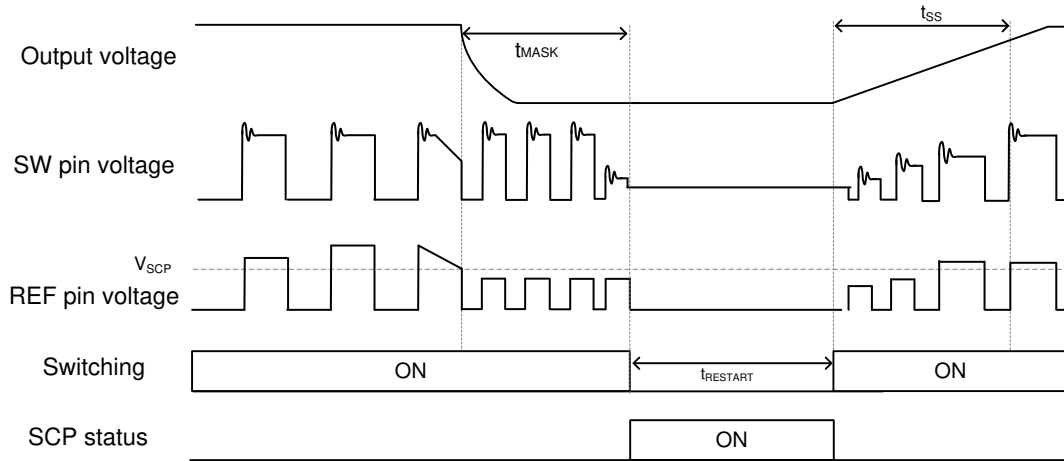 tSS
tMASK
Output voltage
SW pin voltage
VSCP
REF pin voltage
Switching
ON
tRESTART
ON
SCP status
ON